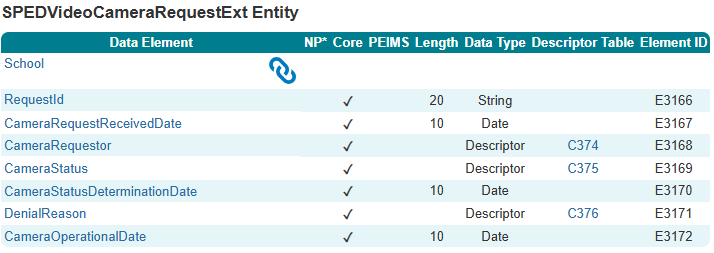 SPEDVideoCameraRequestExt Entity
Data Element NP* Core PEIMS Length Data Type Descriptor Table Element ID
School
RequestId ✓ 20 String E3166
CameraRequestReceivedDate ✓ 10 Date E3167
CameraRequestor ✓ Descriptor C374 E3168
CameraStatus ✓ Descriptor C375 E3169
CameraStatusDeterminationDate ✓ 10 Date E3170
DenialReason ✓ Descriptor C376 E3171
CameraOperationalDate ✓ 10 Date E3172